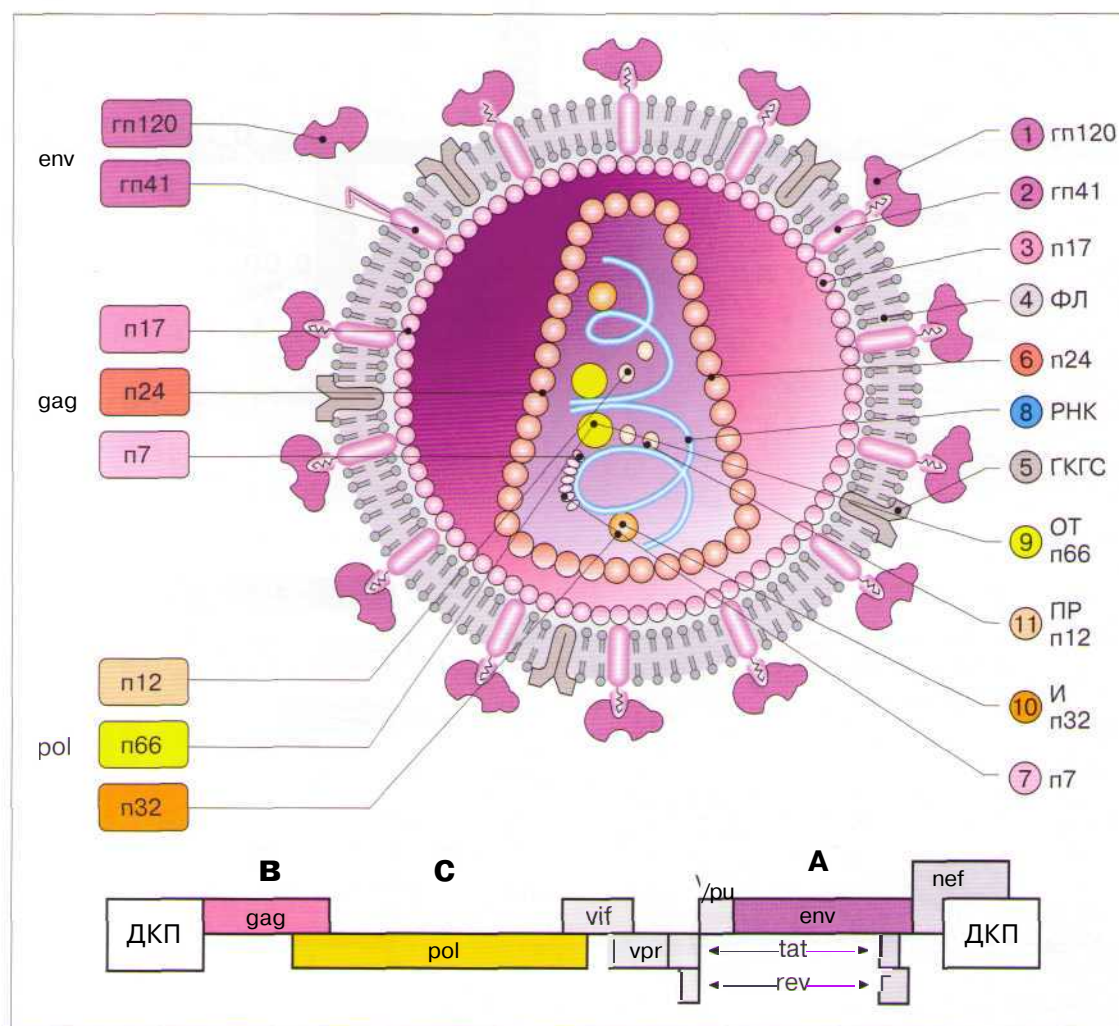 env
гп120
гп41
gag
п17
п24
п7
pol
п12
п66
п32
1 гп120
2 гп41
3 п17
4 ФЛ
6 п24
8 РНК
5 ГКГС
9 ОТ
п66
11 ПР
п12
10 И
п32
7 п7
B C A
ДКП gag pol vif vpr /pu env nef ДКП
tat
rev